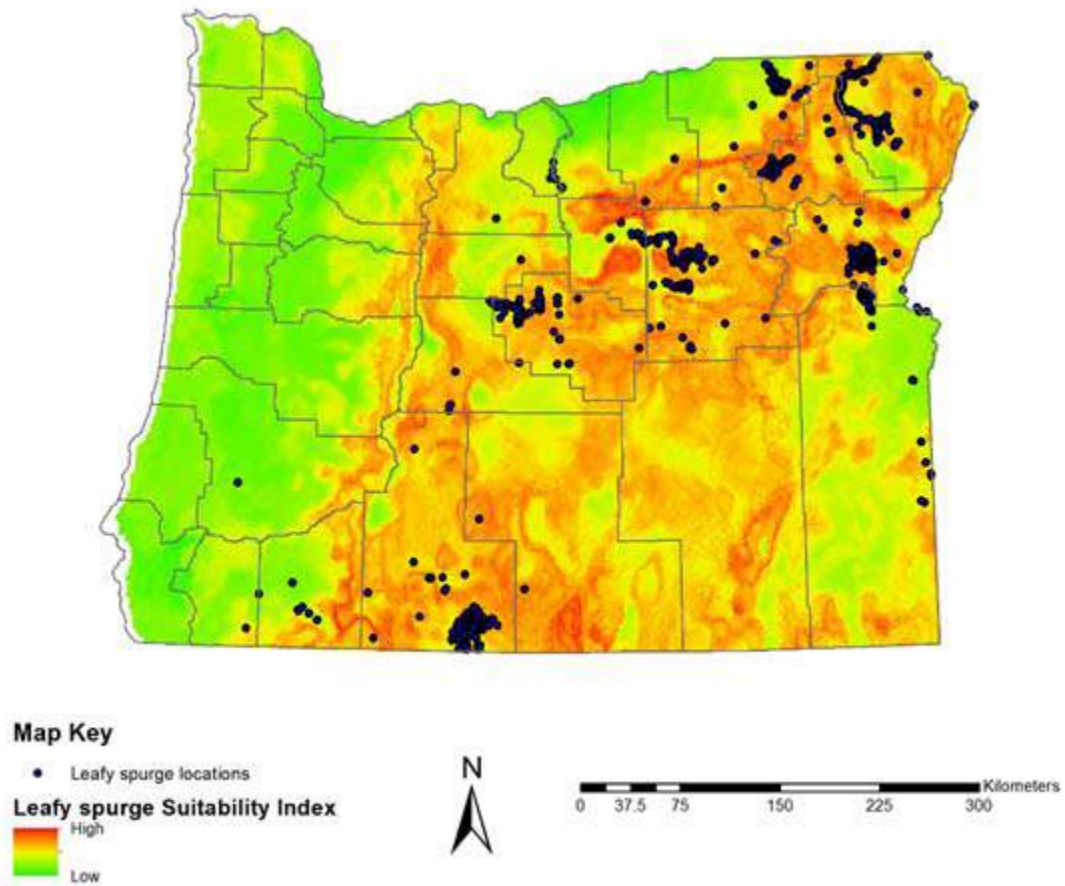 Map Key
Leafy spurge locations
Leafy spurge Suitability Index
High
Low
N
Kilometers
0 37.5 75 150 225 300